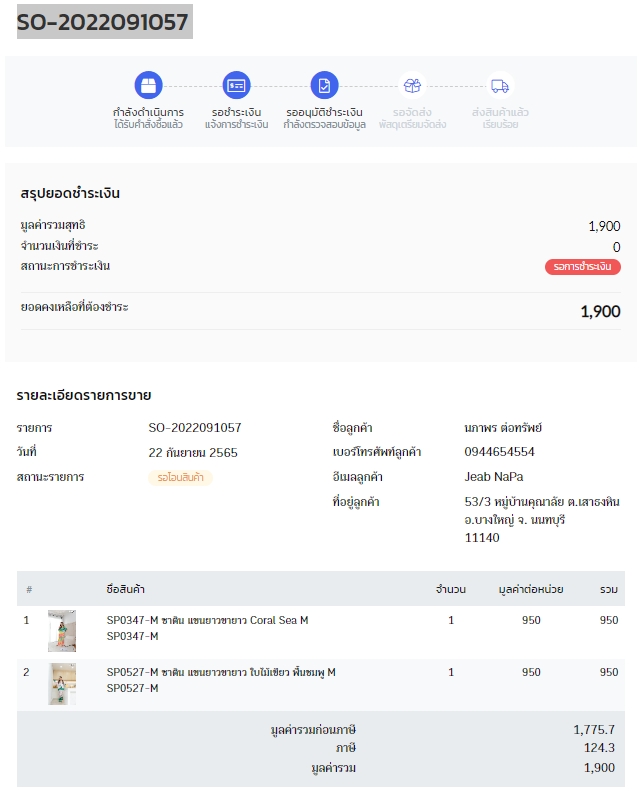 SO-2022091057
กำลังดำเนินการ
ได้รับคำสั่งซื้อแล้ว
รอชำระเงิน
แจ้งการชำระเงิน
รออนุมัติชำระเงิน
กำลังตรวจสอบข้อมูล
รอจัดส่ง
พัสดุเตรียมจัดส่ง
ส่งสินค้าแล้ว
เรียบร้อย
สรุปยอดชำระเงิน
มูลค่ารวมสุทธิ 1,900
จำนวนเงินที่ชำระ 0
สถานะการชำระเงิน รอการชำระเงิน
ยอดคงเหลือที่ต้องชำระ 1,900
รายละเอียดรายการขาย
รายการ SO-2022091057
วันที่ 22 กันยายน 2565
สถานะรายการ รอโอนสินค้า
ชื่อลูกค้า นภาพร ต่อทรัพย์
เบอร์โทรศัพท์ลูกค้า 0944654554
อีเมลลูกค้า Jeab NaPa
ที่อยู่ลูกค้า 53/3 หมู่บ้านคุณาลัย ต.เสาธงหิน
อ.บางใหญ่ จ. นนทบุรี
11140
# ชื่อสินค้า จำนวน มูลค่าต่อหน่วย รวม
1 SP0347-M ซาติน แขนยาวขายาว Coral Sea M 1 950 950
SP0347-M
2 SP0527-M ซาติน แขนยาวขายาว ใบไม้เขียว พื้นชมพู M 1 950 950
SP0527-M
มูลค่ารวมก่อนภาษี 1,775.7
ภาษี 124.3
มูลค่ารวม 1,900